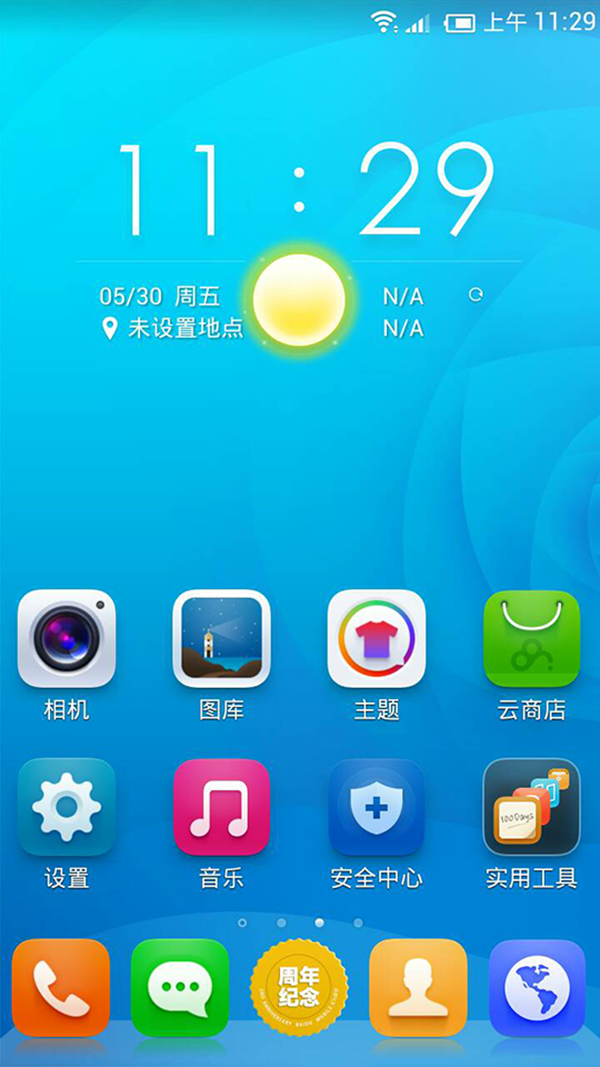 上午 11:29
11:29
05/30 周五
N/A
未设置地点
N/A
相机
图库
主题
云商店
100Days
设置
音乐
安全中心
实用工具
周年
纪念